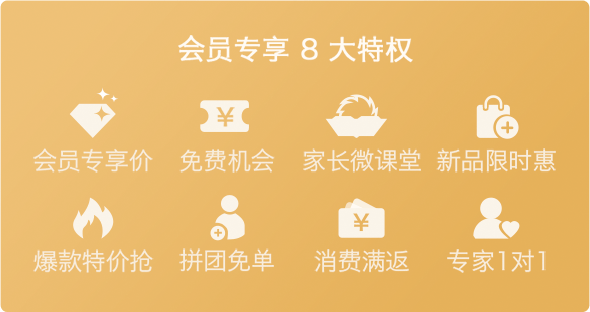 会员专享 8 大特权
会员专享价 免费机会 家长微课堂 新品限时惠
爆款特价抢 拼团免单 消费满返 专家1对1